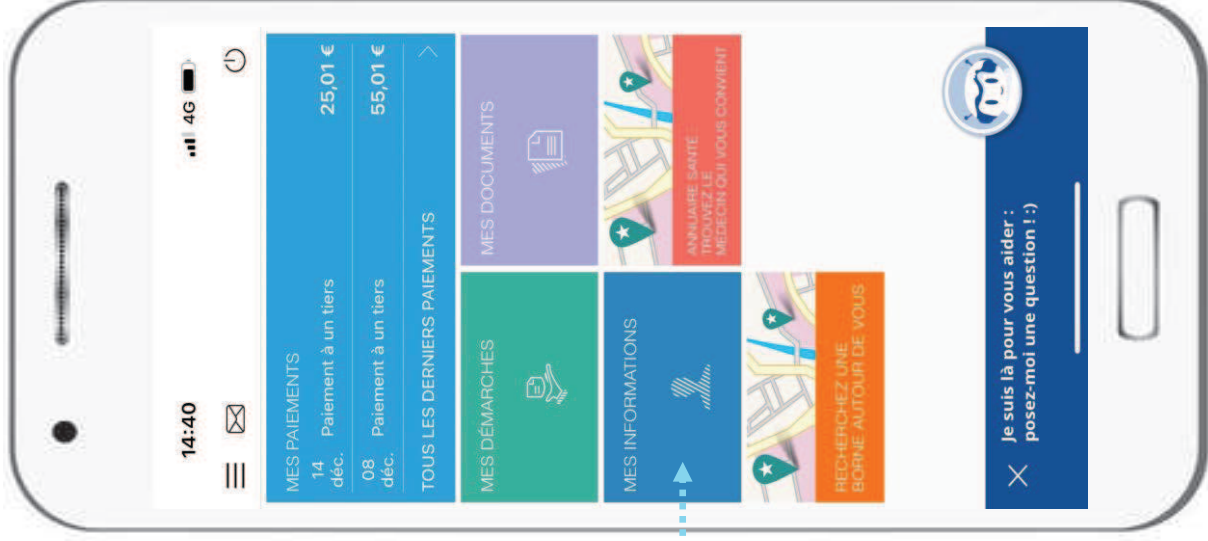 14:40
4G
MES PAIEMENTS
14 déc. Paiement à un tiers 25,01 €
08 déc. Paiement à un tiers 55,01 €
TOUS LES DERNIERS PAIEMENTS
MES DÉMARCHES
MES DOCUMENTS
MES INFORMATIONS
ANNUAIRE SANTÉ :
TROUVEZ LE
MÉDECIN QUI VOUS CONVIENT
RECHERCHEZ UNE
BORNE AUTOUR DE VOUS
Je suis là pour vous aider :
posez-moi une question ! :)